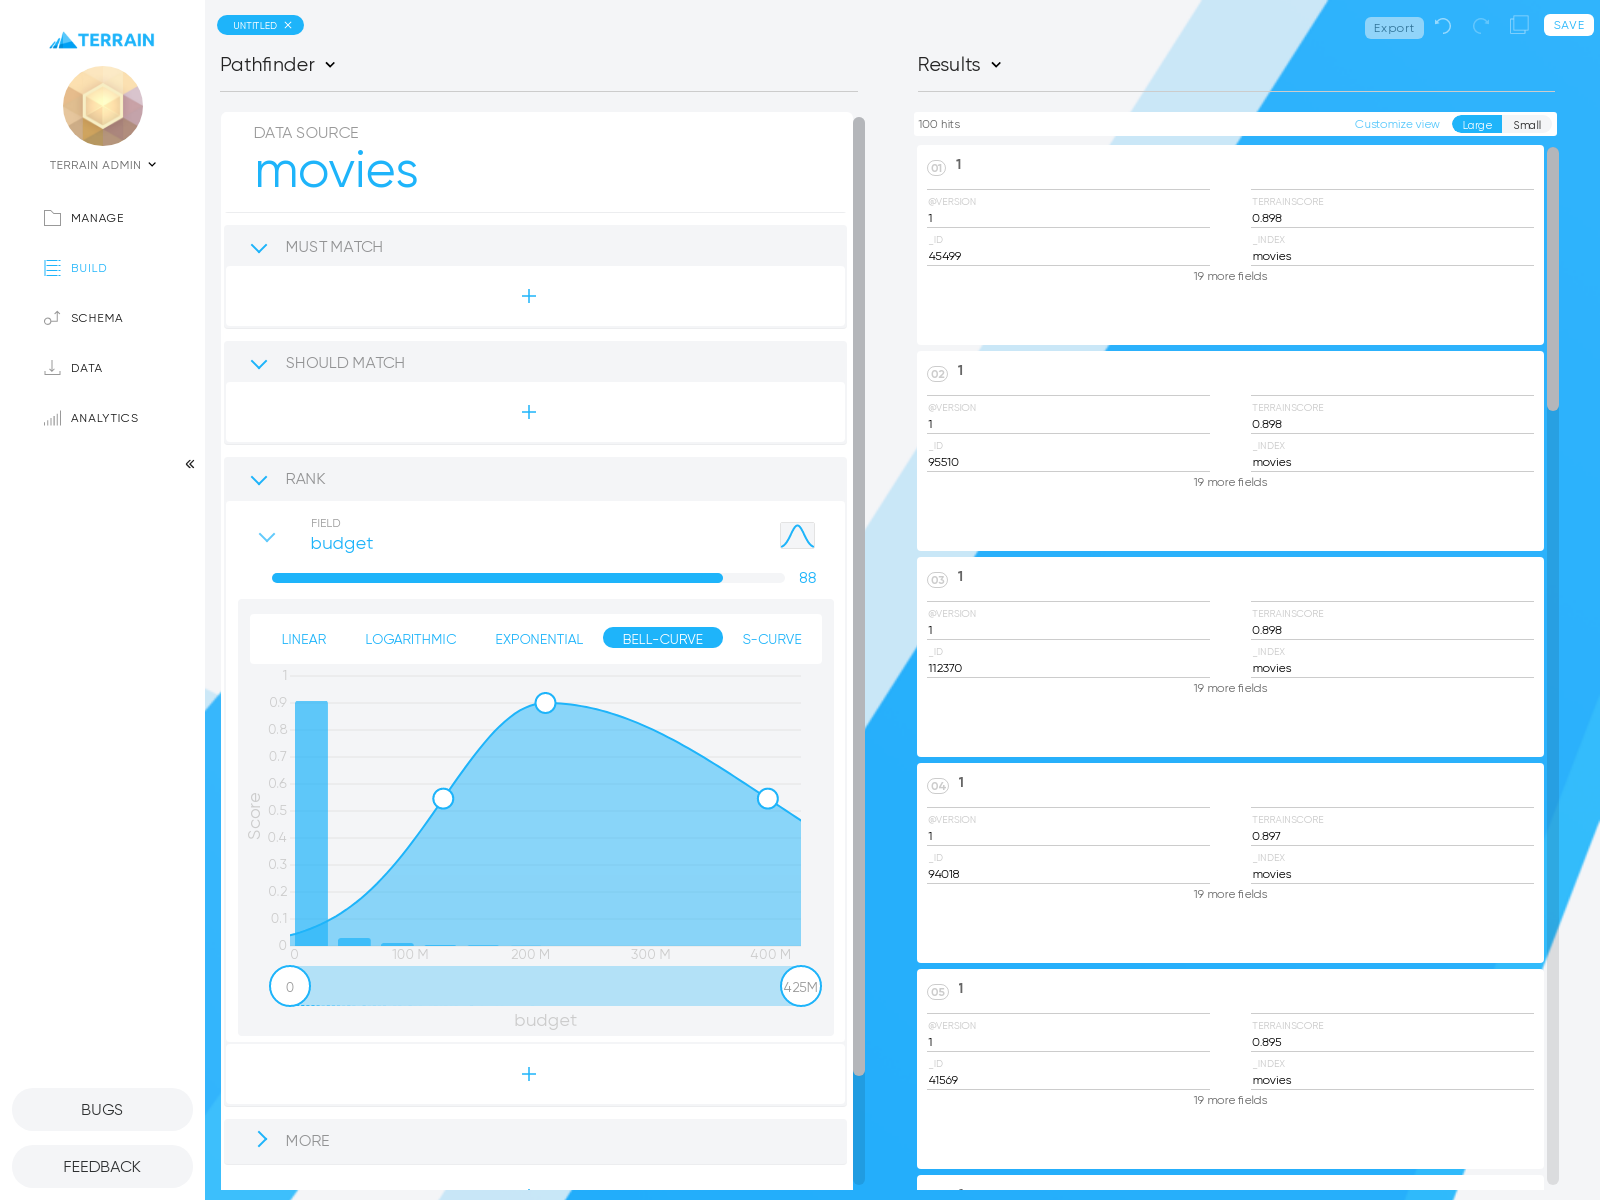 TERRAIN
TERRAIN ADMIN
MANAGE
BUILD
SCHEMA
DATA
ANALYTICS
BUGS
FEEDBACK
UNTITLED
Pathfinder
DATA SOURCE
movies
MUST MATCH
+
SHOULD MATCH
+
RANK
FIELD
budget
88
LINEAR LOGARITHMIC EXPONENTIAL BELL-CURVE S-CURVE
1
0.9
0.8
0.7
0.6
0.5
0.4
0.3
0.2
0.1
0
Score
0 100 M 200 M 300 M 400 M
0 425M
budget
+
MORE
Export SAVE
Results
100 hits Customize view Large Small
01 1
@VERSION TERRAINSCORE
1 0.898
_ID _INDEX
45499 movies
19 more fields
02 1
@VERSION TERRAINSCORE
1 0.898
_ID _INDEX
95510 movies
19 more fields
03 1
@VERSION TERRAINSCORE
1 0.898
_ID _INDEX
112370 movies
19 more fields
04 1
@VERSION TERRAINSCORE
1 0.897
_ID _INDEX
94018 movies
19 more fields
05 1
@VERSION TERRAINSCORE
1 0.895
_ID _INDEX
41569 movies
19 more fields